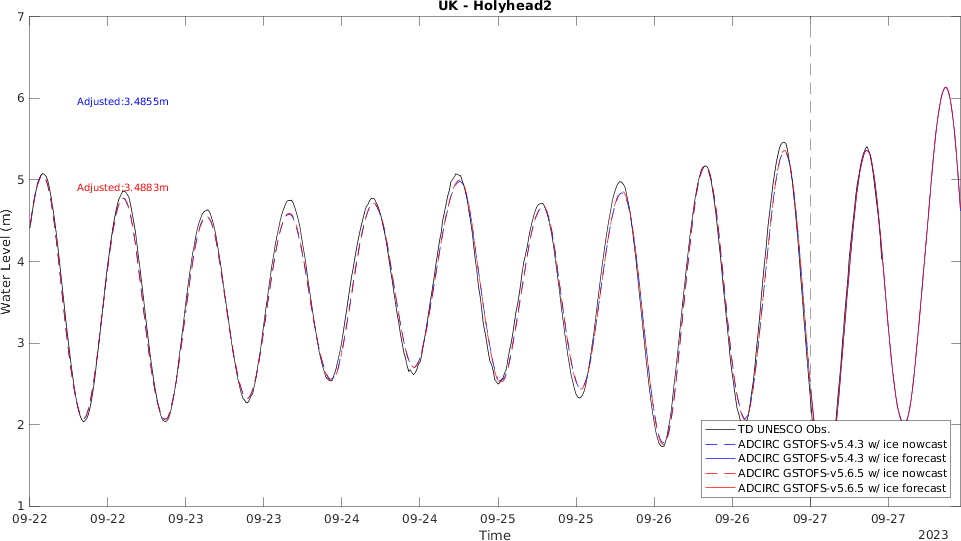 UK - Holyhead2
7
6
5
4
3
2
1
Water Level (m)
Adjusted:3.4855m
Adjusted:3.4883m
TD UNESCO Obs.
ADCIRC GSTOFS-v5.4.3 w/ ice nowcast
ADCIRC GSTOFS-v5.4.3 w/ ice forecast
ADCIRC GSTOFS-v5.6.5 w/ ice nowcast
ADCIRC GSTOFS-v5.6.5 w/ ice forecast
09-22 09-22 09-23 09-23 09-24 09-24 09-25 09-25 09-26 09-26 09-27 09-27
Time
2023